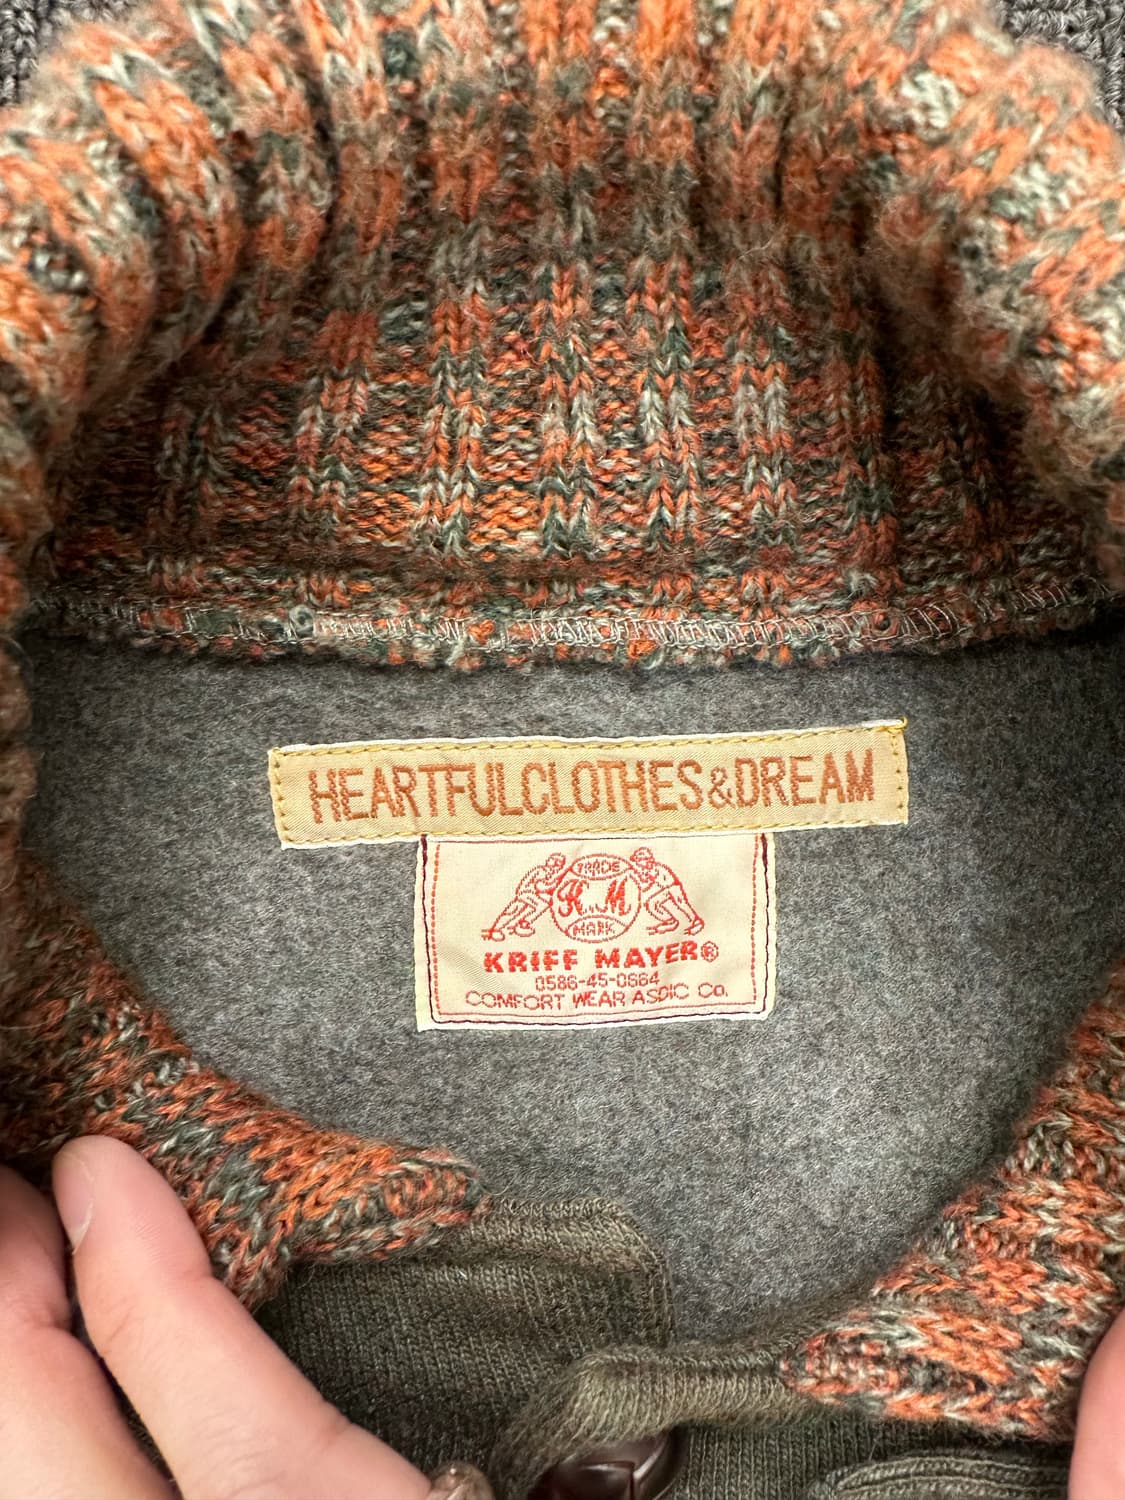 HEARTFULCLOTHES&DREAM
TRADE
K.M
MARK
KRIFF MAYER®
0586-45-0664
COMFORT WEAR ASDIC Co.